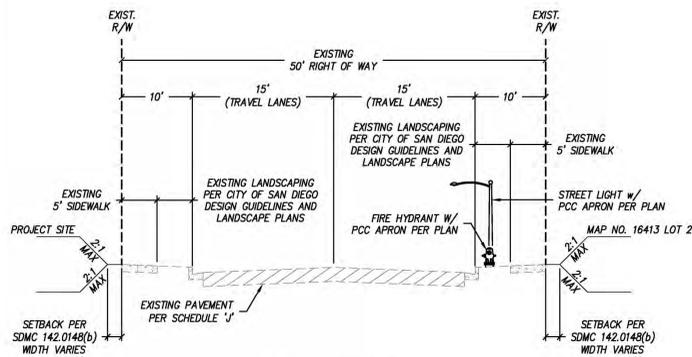 EXIST.
R/W
EXIST.
R/W
EXISTING
50' RIGHT OF WAY
10'
15'
(TRAVEL LANES)
15'
(TRAVEL LANES)
10'
EXISTING LANDSCAPING
PER CITY OF SAN DIEGO
DESIGN GUIDELINES AND
LANDSCAPE PLANS
EXISTING
5' SIDEWALK
EXISTING
5' SIDEWALK
EXISTING LANDSCAPING
PER CITY OF SAN DIEGO
DESIGN GUIDELINES AND
LANDSCAPE PLANS
STREET LIGHT w/
PCC APRON PER PLAN
FIRE HYDRANT W/
PCC APRON PER PLAN
PROJECT SITE
MAP NO. 16413 LOT 2
2:1
MAX
2:1
MAX
2:1
MAX
2:1
MAX
EXISTING PAVEMENT
PER SCHEDULE 'J'
SETBACK PER
SDMC 142.0148(b)
WIDTH VARIES
SETBACK PER
SDMC 142.0148(b)
WIDTH VARIES